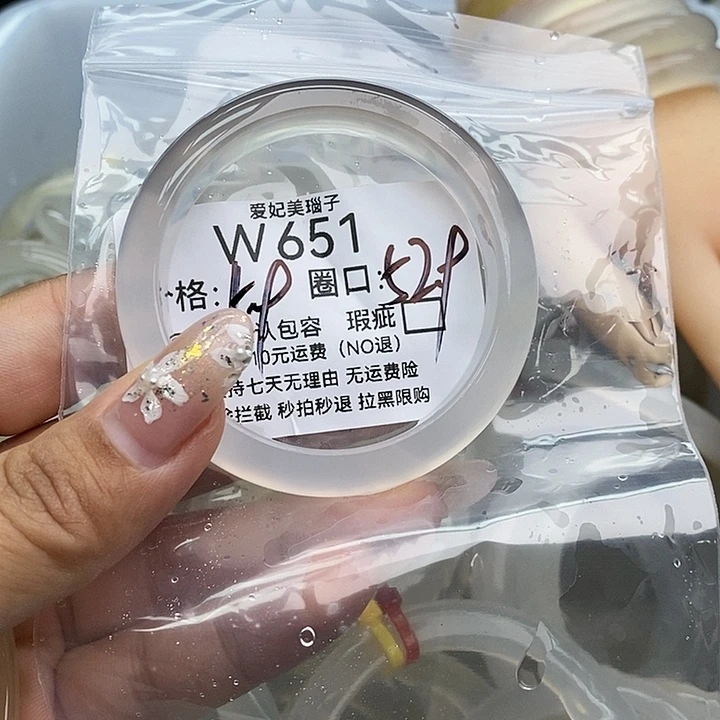 爱妃美瑙子
W651
格: 圈口:52.8
认包容 瑕疵
10元运费（NO退）
持七天无理由 无运费险
拦截 秒拍秒退 拉黑限购